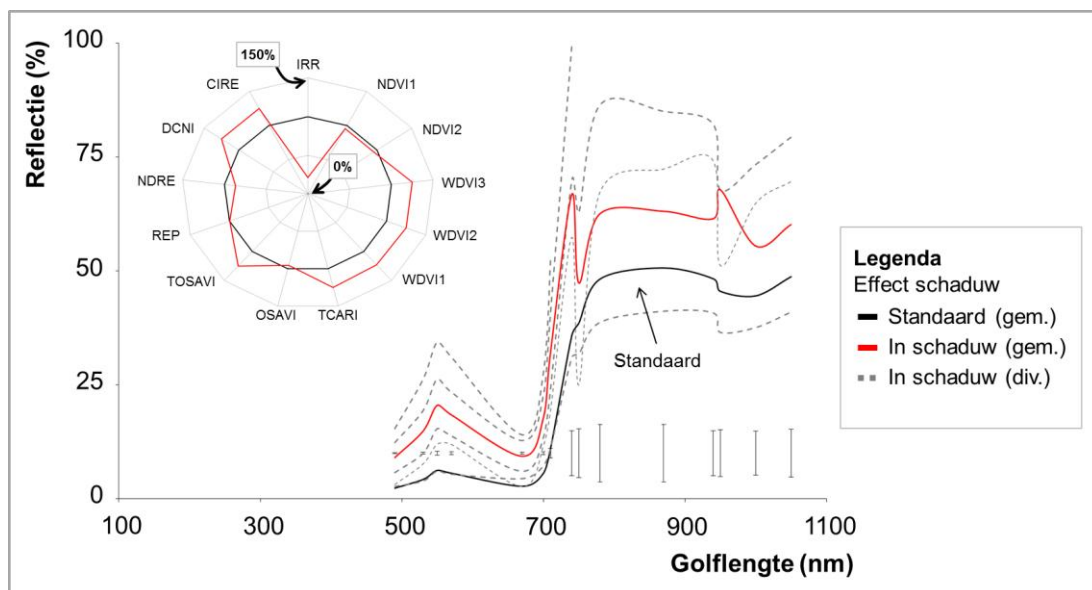 Reflectie (%)
100
75
50
25
0
100
300
500
700
900
1100
Golflengte (nm)
150%
0%
IRR
NDVI1
NDVI2
WDVI3
WDVI2
WDVI1
TCARI
OSAVI
TOSAVI
REP
NDRE
DCNI
CIRE
Standaard
Legenda
Effect schaduw
Standaard (gem.)
In schaduw (gem.)
In schaduw (div.)